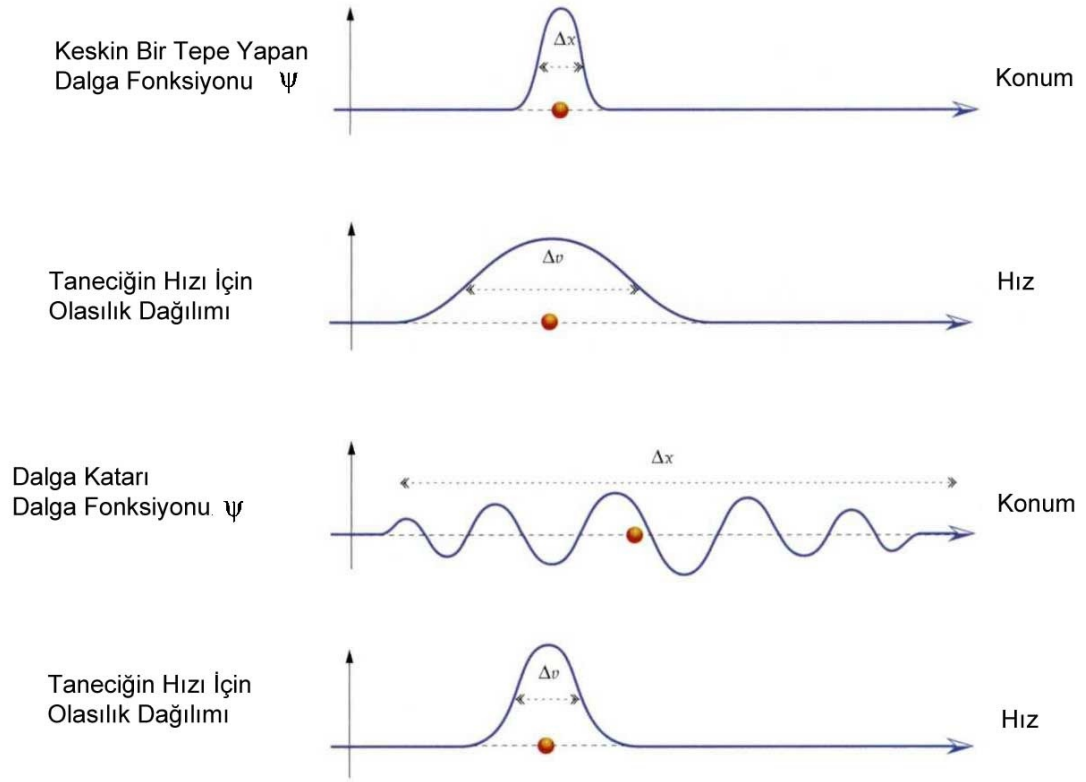 Keskin Bir Tepe Yapan
Dalga Fonksiyonu ψ
Δx
Konum
Taneciğin Hızı İçin
Olasılık Dağılımı
Δv
Hız
Dalga Katarı
Dalga Fonksiyonu ψ
Δx
Konum
Taneciğin Hızı İçin
Olasılık Dağılımı
Δv
Hız